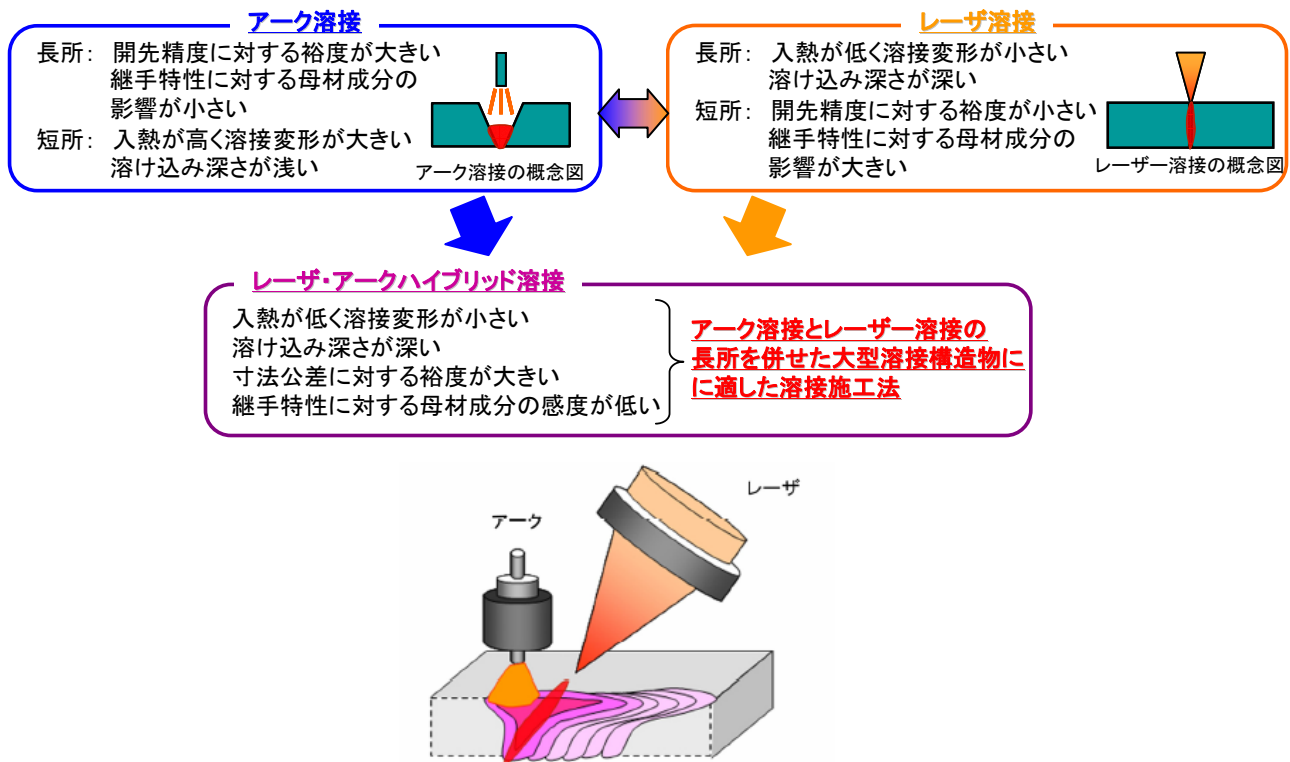 アーク溶接
長所： 開先精度に対する裕度が大きい
継手特性に対する母材成分の
影響が小さい
短所： 入熱が高く溶接変形が大きい
溶け込み深さが浅い
アーク溶接の概念図
レーザ溶接
長所： 入熱が低く溶接変形が小さい
溶け込み深さが深い
短所： 開先精度に対する裕度が小さい
継手特性に対する母材成分の
影響が大きい
レーザー溶接の概念図
レーザ・アークハイブリッド溶接
入熱が低く溶接変形が小さい
溶け込み深さが深い
寸法公差に対する裕度が大きい
継手特性に対する母材成分の感度が低い
アーク溶接とレーザー溶接の
長所を併せた大型溶接構造物に
に適した溶接施工法
アーク
レーザ